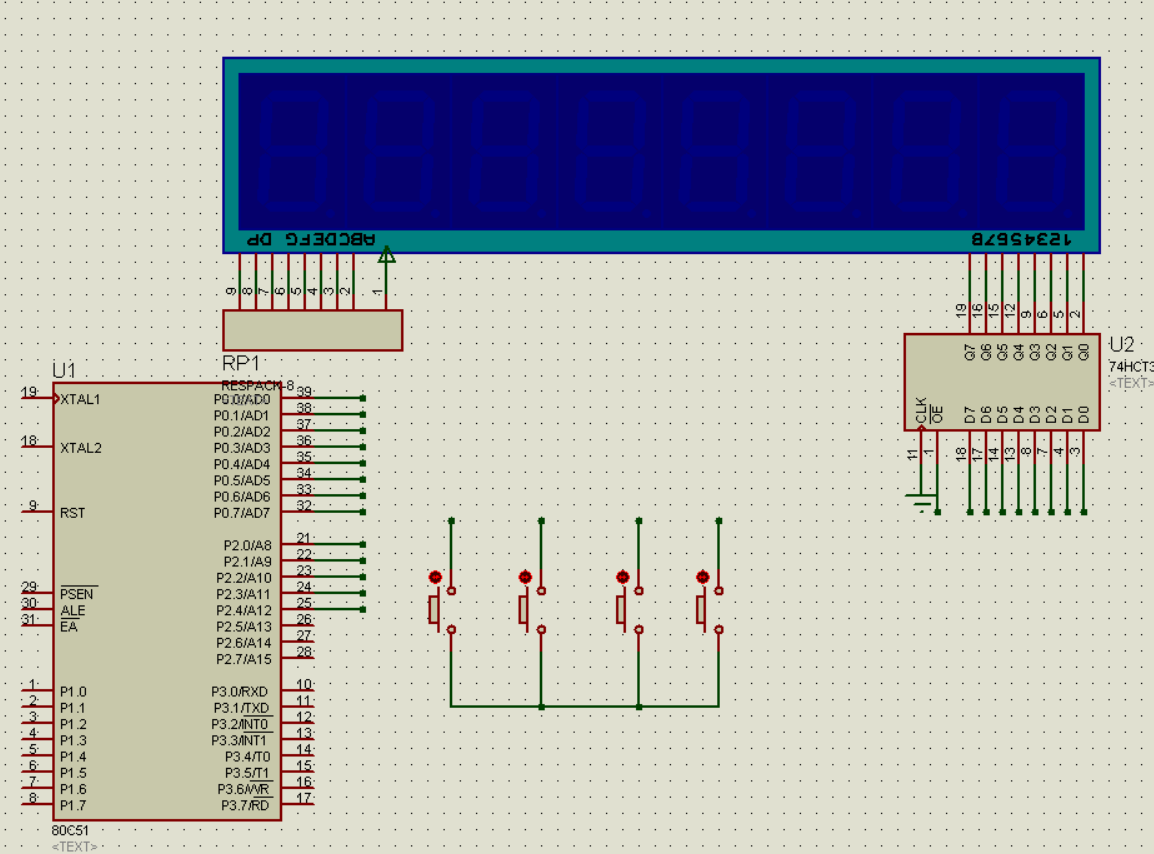 ABCDEFG DP
12345678
9
8
7
6
5
4
3
2
1
RP1
RESPACK-8
19
16
15
12
9
6
5
2
Q7
Q6
Q5
Q4
Q3
Q2
Q1
Q0
U2
74HCT3
<TEXT>
CLK
OE
D7
D6
D5
D4
D3
D2
D1
D0
11
1
18
17
14
13
8
7
4
3
U1
19 XTAL1
18 XTAL2
9 RST
29 PSEN
30 ALE
31 EA
1 P1.0
2 P1.1
3 P1.2
4 P1.3
5 P1.4
6 P1.5
7 P1.6
8 P1.7
P0.0/AD0 39
P0.1/AD1 38
P0.2/AD2 37
P0.3/AD3 36
P0.4/AD4 35
P0.5/AD5 34
P0.6/AD6 33
P0.7/AD7 32
P2.0/A8 21
P2.1/A9 22
P2.2/A10 23
P2.3/A11 24
P2.4/A12 25
P2.5/A13 26
P2.6/A14 27
P2.7/A15 28
P3.0/RXD 10
P3.1/TXD 11
P3.2/INT0 12
P3.3/INT1 13
P3.4/T0 14
P3.5/T1 15
P3.6/WR 16
P3.7/RD 17
80C51
<TEXT>